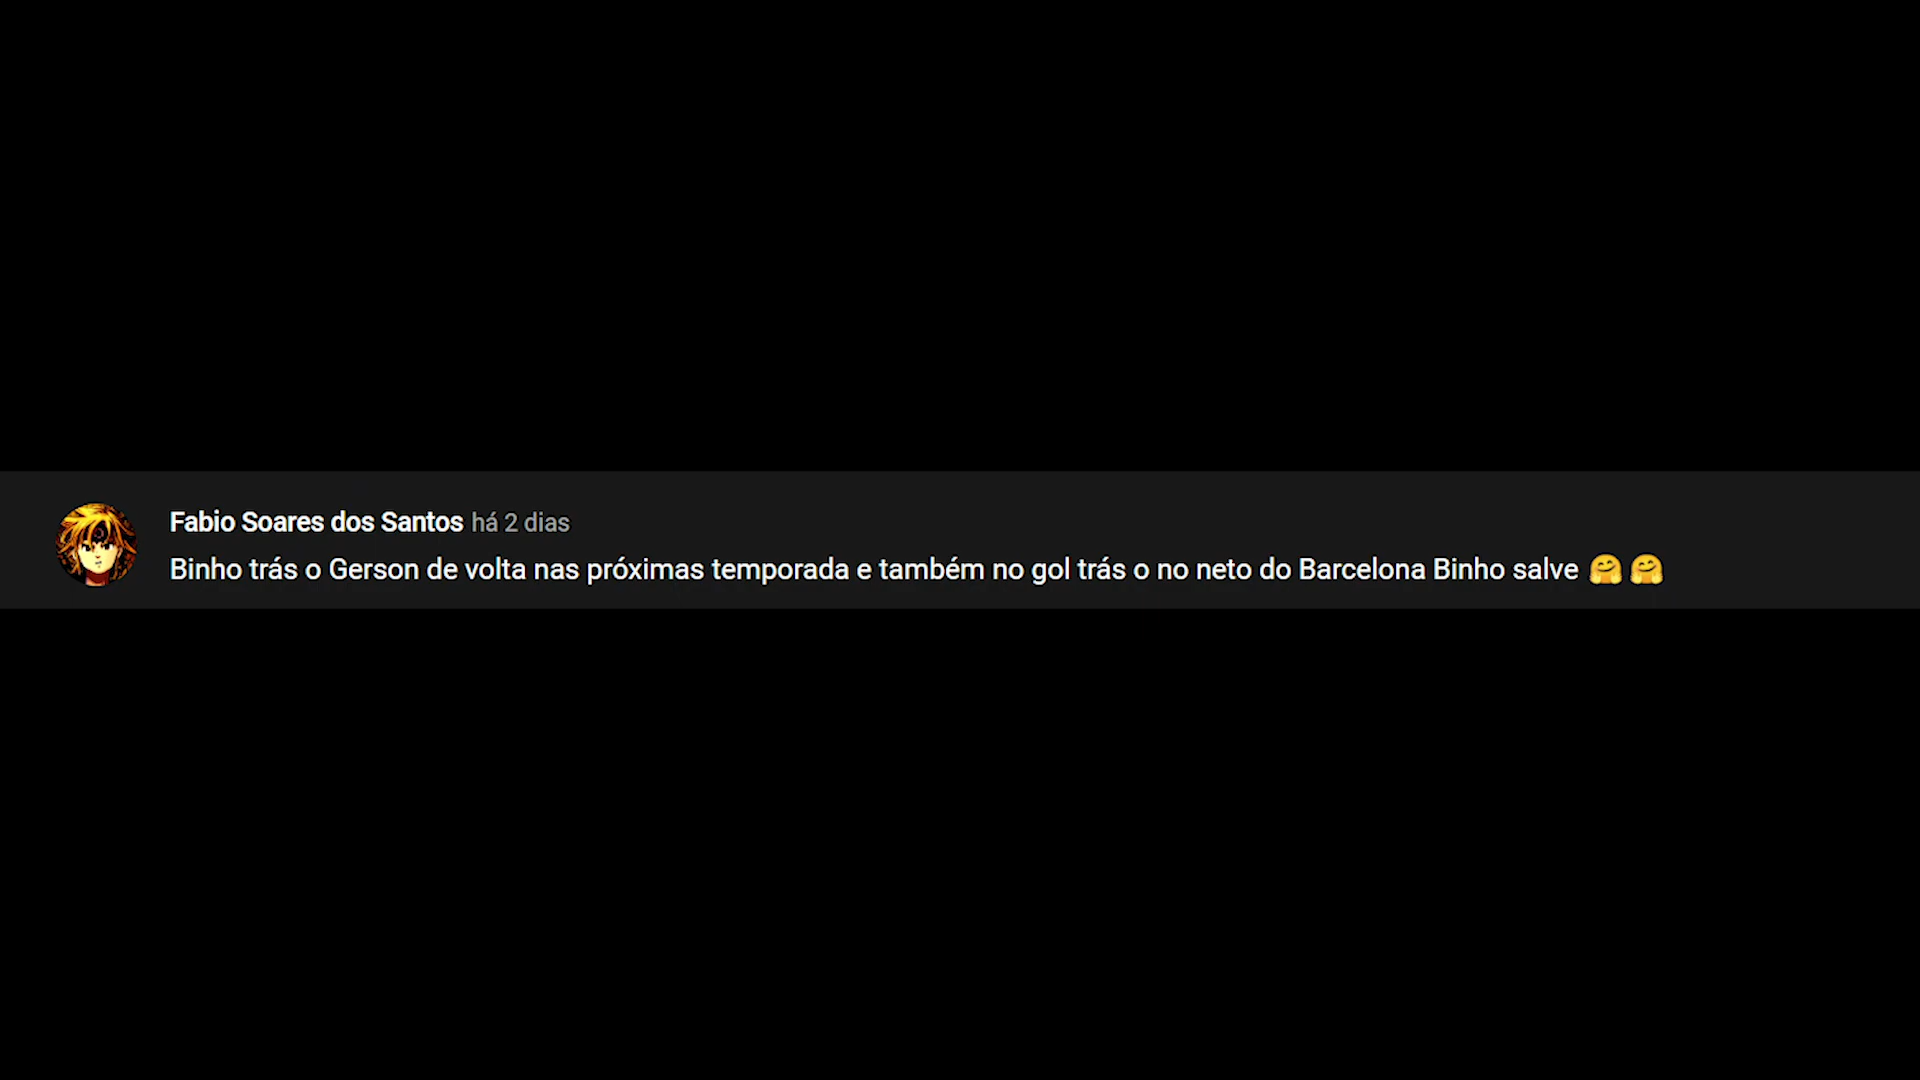 Fabio Soares dos Santos há 2 dias
Binho trás o Gerson de volta nas próximas temporada e também no gol trás o no neto do Barcelona Binho salve 🤗 🤗